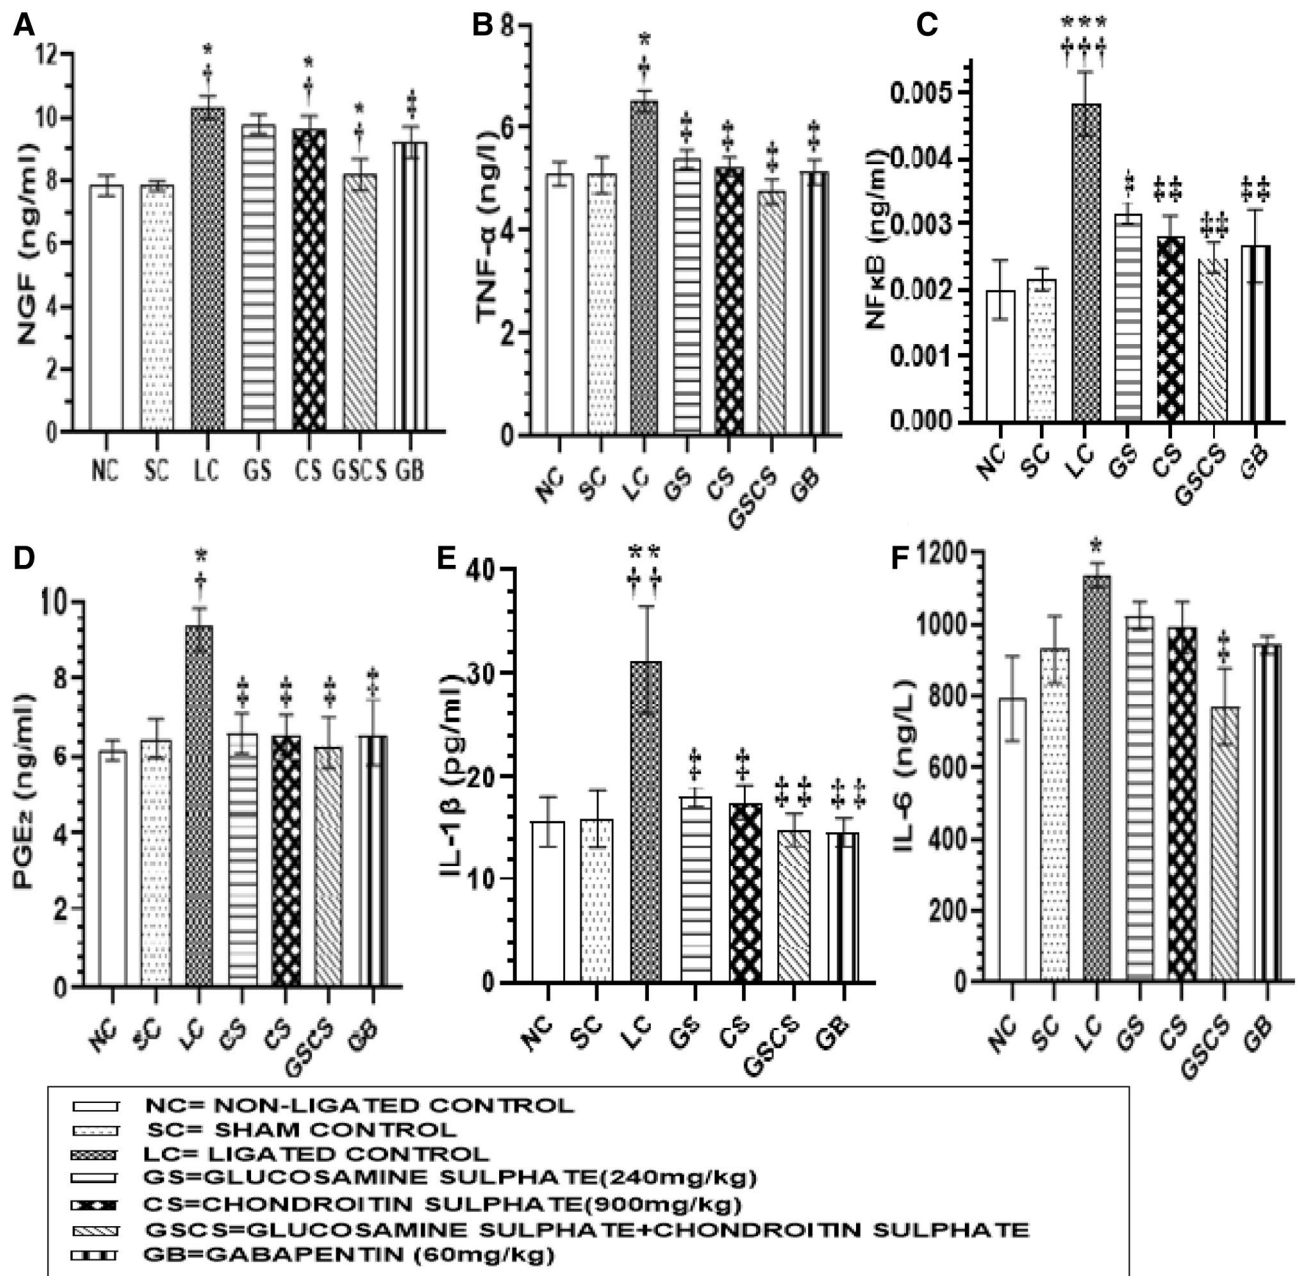 A
12
10
8
6
4
2
0
NGF (ng/ml)
* * *
† † † ‡
NC SC LC GS CS GSCS GB
B
8
6
4
2
0
TNF-α (ng/l)
*
† ‡ ‡ ‡ ‡
NC SC LC GS CS GSCS GB
C
0.005
0.004
0.003
0.002
0.001
0.000
NFκB (ng/ml)
***
††† ‡ ‡‡ ‡‡ ‡‡
NC SC LC GS CS GSCS GB
D
10
8
6
4
2
0
PGE₂ (ng/ml)
*
† ‡ ‡ ‡ ‡
NC SC LC GS CS GSCS GB
E
40
30
20
10
0
IL-1β (pg/ml)
**
†† ‡ ‡ ‡‡ ‡‡
NC SC LC GS CS GSCS GB
F
1200
1000
800
600
400
200
0
IL-6 (ng/L)
* ‡
NC SC LC GS CS GSCS GB
NC= NON-LIGATED CONTROL
SC= SHAM CONTROL
LC= LIGATED CONTROL
GS=GLUCOSAMINE SULPHATE(240mg/kg)
CS=CHONDROITIN SULPHATE(900mg/kg)
GSCS=GLUCOSAMINE SULPHATE+CHONDROITIN SULPHATE
GB=GABAPENTIN (60mg/kg)